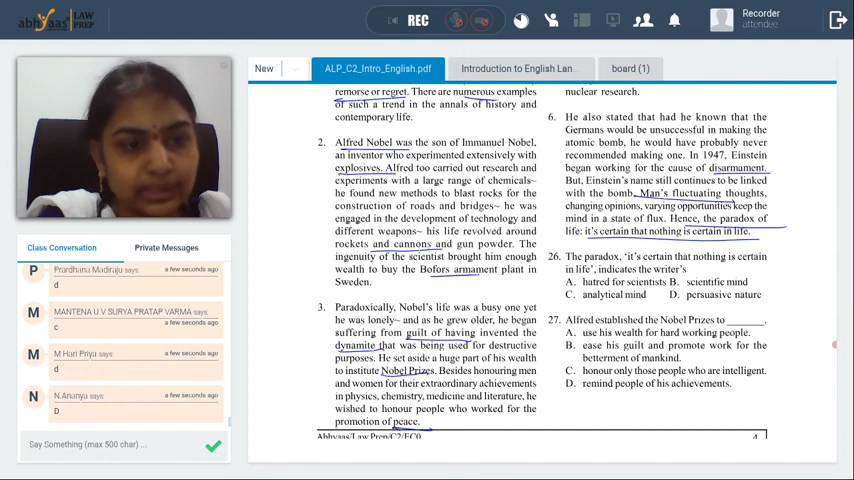 abhyaas LAW PREP
REC
Recorder
attendee
New
ALP_C2_Intro_English.pdf
Introduction to English Lan...
board (1)
remorse or regret. There are numerous examples
of such a trend in the annals of history and
contemporary life.
2. Alfred Nobel was the son of Immanuel Nobel,
an inventor who experimented extensively with
explosives. Alfred too carried out research and
experiments with a large range of chemicals~
he found new methods to blast rocks for the
construction of roads and bridges~ he was
engaged in the development of technology and
different weapons~ his life revolved around
rockets and cannons and gun powder. The
ingenuity of the scientist brought him enough
wealth to buy the Bofors armament plant in
Sweden.
3. Paradoxically, Nobel's life was a busy one yet
he was lonely~ and as he grew older, he began
suffering from guilt of having invented the
dynamite that was being used for destructive
purposes. He set aside a huge part of his wealth
to institute Nobel Prizes. Besides honouring men
and women for their extraordinary achievements
in physics, chemistry, medicine and literature, he
wished to honour people who worked for the
promotion of peace.
nuclear research.
6. He also stated that had he known that the
Germans would be unsuccessful in making the
atomic bomb, he would have probably never
recommended making one. In 1947, Einstein
began working for the cause of disarmament.
But, Einstein's name still continues to be linked
with the bomb. Man's fluctuating thoughts,
changing opinions, varying opportunities keep the
mind in a state of flux. Hence, the paradox of
life: it's certain that nothing is certain in life.
26. The paradox, 'it's certain that nothing is certain
in life', indicates the writer's
A. hatred for scientists B. scientific mind
C. analytical mind D. persuasive nature
27. Alfred established the Nobel Prizes to ________.
A. use his wealth for hard working people.
B. ease his guilt and promote work for the
betterment of mankind.
C. honour only those people who are intelligent.
D. remind people of his achievements.
Abhyaas/Law Prep/C2/EC0 4
Class Conversation
Private Messages
P Prardhana Madiraju says: a few seconds ago
d
M MANTENA U V SURYA PRATAP VARMA says:
c a few seconds ago
M M Hari Priya says: a few seconds ago
d
N N.Ananya says: a few seconds ago
D
Say Something (max 500 char) ...